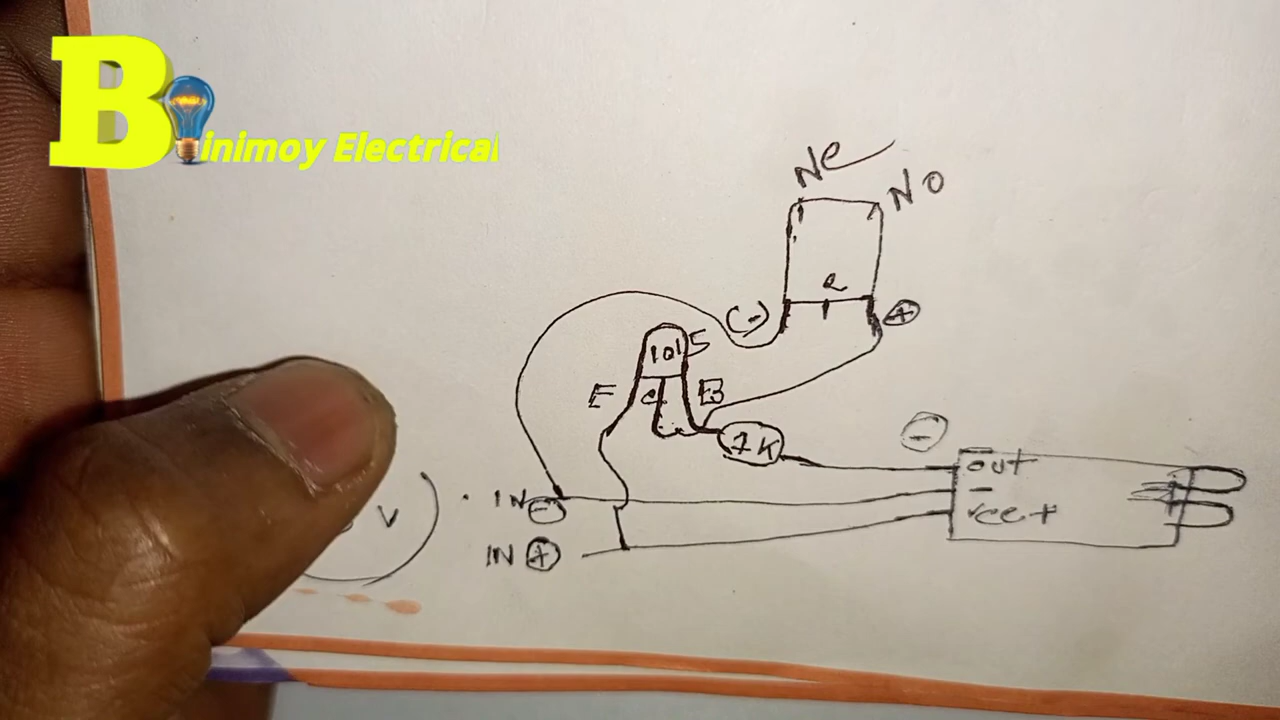 Binimoy Electrical
NC
NO
C
(-)
+
1015
E C B
1K
-
out
-
vcc+
IN -
IN +
V